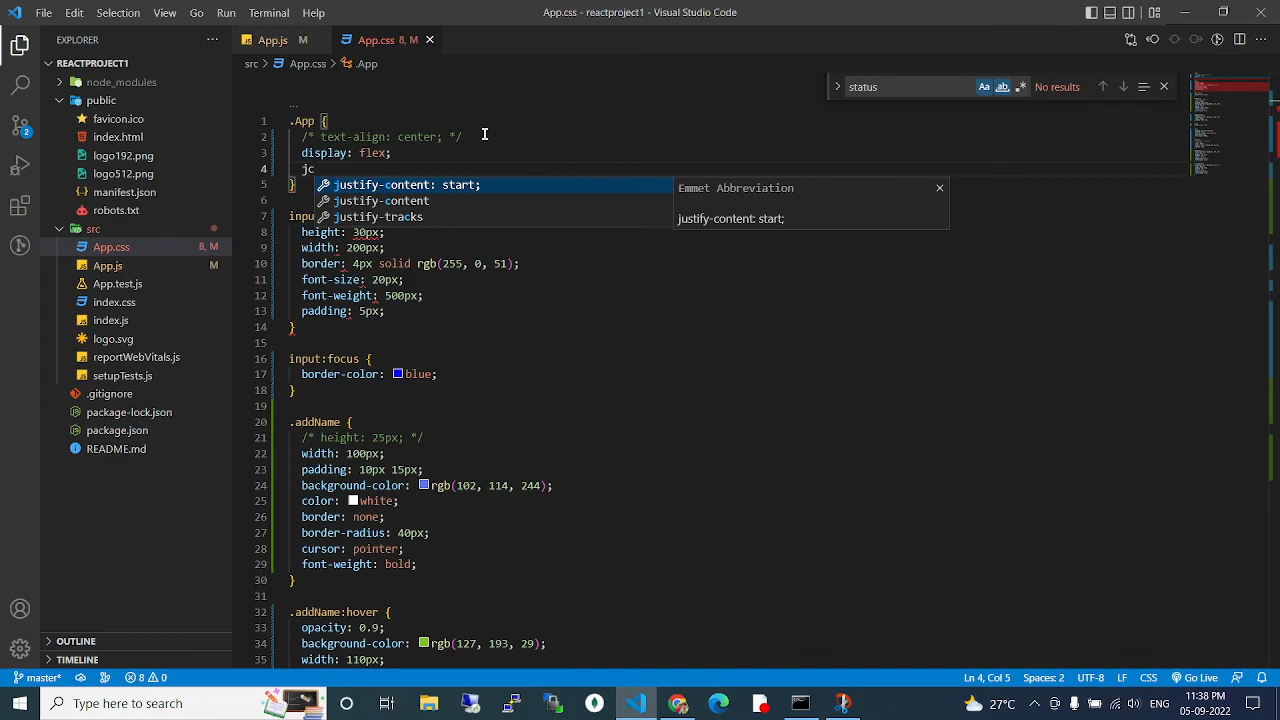 File Edit Selection View Go Run Terminal Help
App.css - reactproject1 - Visual Studio Code
EXPLORER
App.js M
App.css 8, M
REACTPROJECT1
src > App.css > .App
node_modules
public
favicon.ico
index.html
logo192.png
logo512.png
manifest.json
robots.txt
src
App.css 8, M
App.js M
App.test.js
index.css
index.js
logo.svg
reportWebVitals.js
setupTests.js
.gitignore
package-lock.json
package.json
README.md
OUTLINE
TIMELINE
status
Aa ab No results
...
1 .App {
2 /* text-align: center; */
3 display: flex;
4 jc
5 }
6
justify-content: start;
justify-content
justify-tracks
Emmet Abbreviation
justify-content: start;
7 inpu
8 height: 30px;
9 width: 200px;
10 border: 4px solid rgb(255, 0, 51);
11 font-size: 20px;
12 font-weight: 500px;
13 padding: 5px;
14 }
15
16 input:focus {
17 border-color: blue;
18 }
19
20 .addName {
21 /* height: 25px; */
22 width: 100px;
23 padding: 10px 15px;
24 background-color: rgb(102, 114, 244);
25 color: white;
26 border: none;
27 border-radius: 40px;
28 cursor: pointer;
29 font-weight: bold;
30 }
31
32 .addName:hover {
33 opacity: 0.9;
34 background-color: rgb(127, 193, 29);
35 width: 110px;
2
master* 8 0
Ln 4, Col 5 Spaces: 2 UTF-8 LF CSS Go Live
Type here to search
11:38 PM
05-09-2022